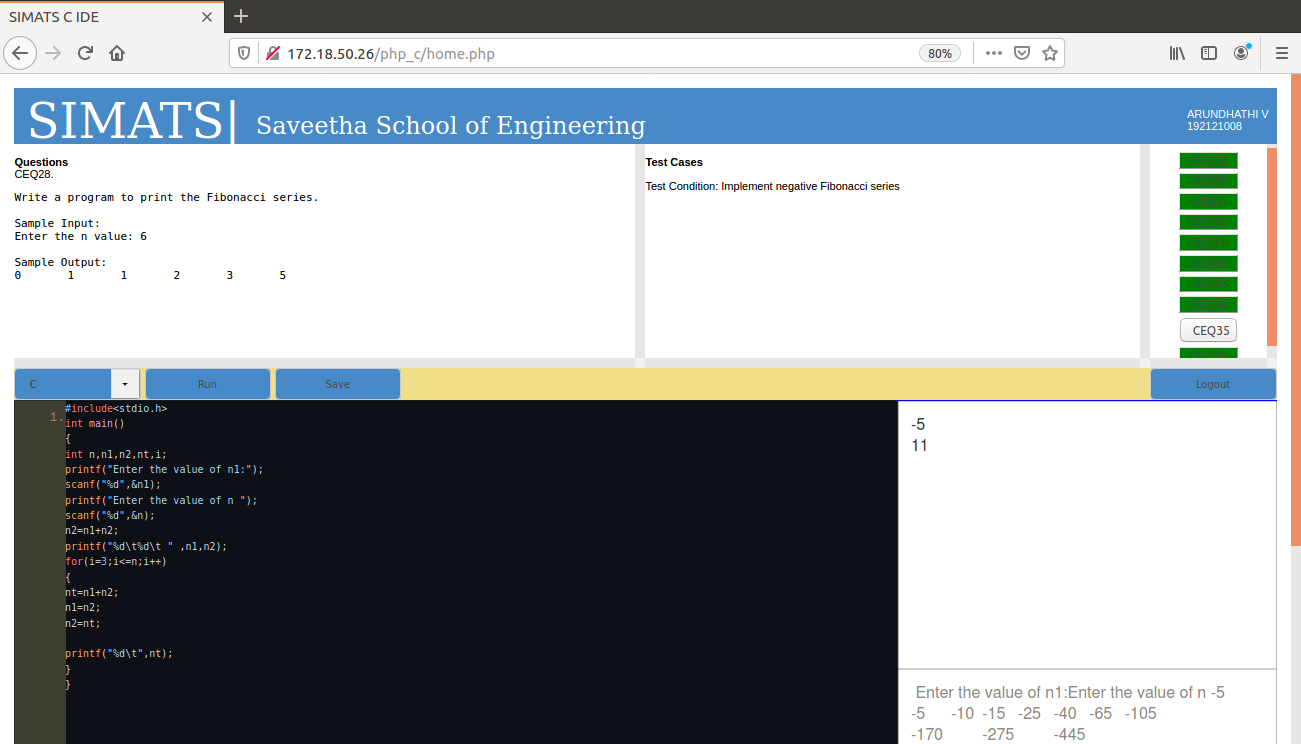 SIMATS C IDE
172.18.50.26/php_c/home.php
80%
SIMATS| Saveetha School of Engineering
ARUNDHATHI V
192121008
Questions
CEQ28.
Write a program to print the Fibonacci series.
Sample Input:
Enter the n value: 6
Sample Output:
0 1 1 2 3 5
Test Cases
Test Condition: Implement negative Fibonacci series
CEQ35
C
Run
Save
Logout
1.
#include<stdio.h>
int main()
{
int n,n1,n2,nt,i;
printf("Enter the value of n1:");
scanf("%d",&n1);
printf("Enter the value of n ");
scanf("%d",&n);
n2=n1+n2;
printf("%d\t%d\t " ,n1,n2);
for(i=3;i<=n;i++)
{
nt=n1+n2;
n1=n2;
n2=nt;
printf("%d\t",nt);
}
}
-5
11
Enter the value of n1:Enter the value of n -5
-5 -10 -15 -25 -40 -65 -105
-170 -275 -445